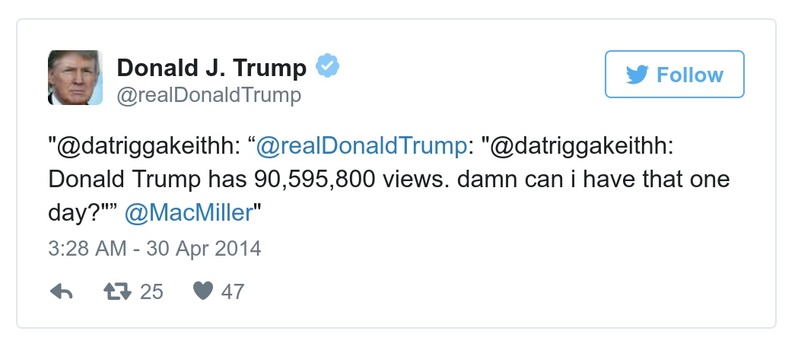 Donald J. Trump
@realDonaldTrump
Follow
"@datriggakeithh: “@realDonaldTrump: "@datriggakeithh:
Donald Trump has 90,595,800 views. damn can i have that one
day?"” @MacMiller"
3:28 AM - 30 Apr 2014
25 47